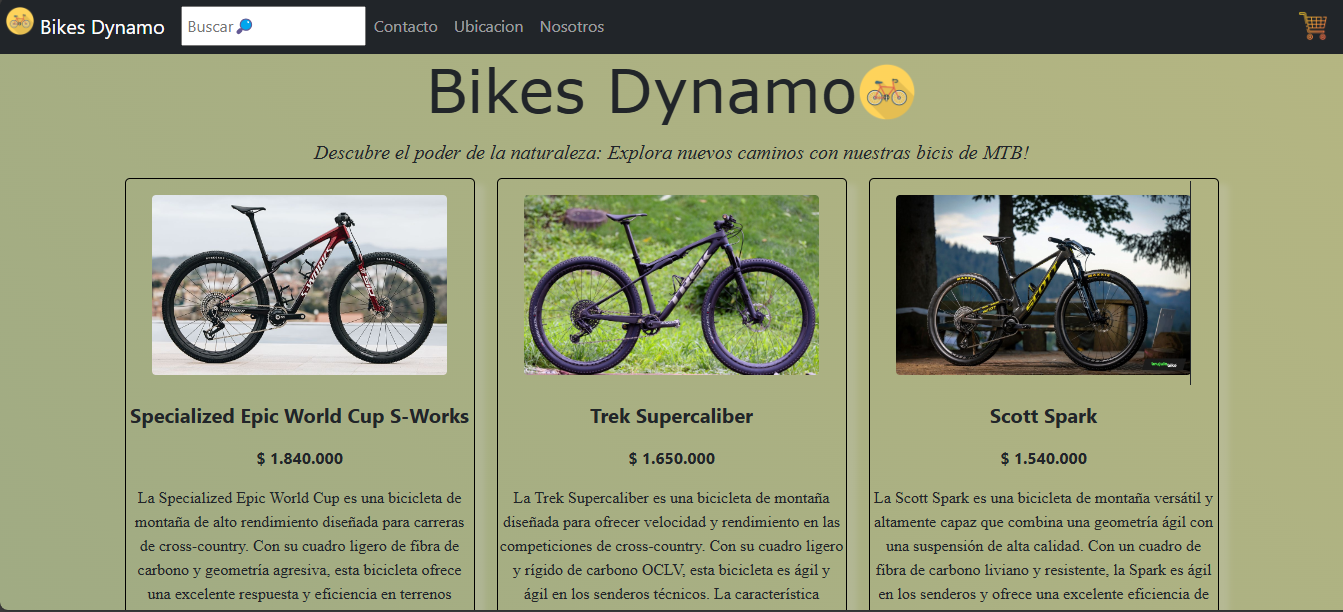 Bikes Dynamo
Buscar🔎
Contacto
Ubicacion
Nosotros
Bikes Dynamo
Descubre el poder de la naturaleza: Explora nuevos caminos con nuestras bicis de MTB!
S-WORKS
TREK
SCOTT
Specialized Epic World Cup S-Works
$ 1.840.000
La Specialized Epic World Cup es una bicicleta de
montaña de alto rendimiento diseñada para carreras
de cross-country. Con su cuadro ligero de fibra de
carbono y geometría agresiva, esta bicicleta ofrece
una excelente respuesta y eficiencia en terrenos
Trek Supercaliber
$ 1.650.000
La Trek Supercaliber es una bicicleta de montaña
diseñada para ofrecer velocidad y rendimiento en las
competiciones de cross-country. Con su cuadro ligero
y rígido de carbono OCLV, esta bicicleta es ágil y
ágil en los senderos técnicos. La característica
Scott Spark
$ 1.540.000
La Scott Spark es una bicicleta de montaña versátil y
altamente capaz que combina una geometría ágil con
una suspensión de alta calidad. Con un cuadro de
fibra de carbono liviano y resistente, la Spark es ágil
en los senderos y ofrece una excelente eficiencia de